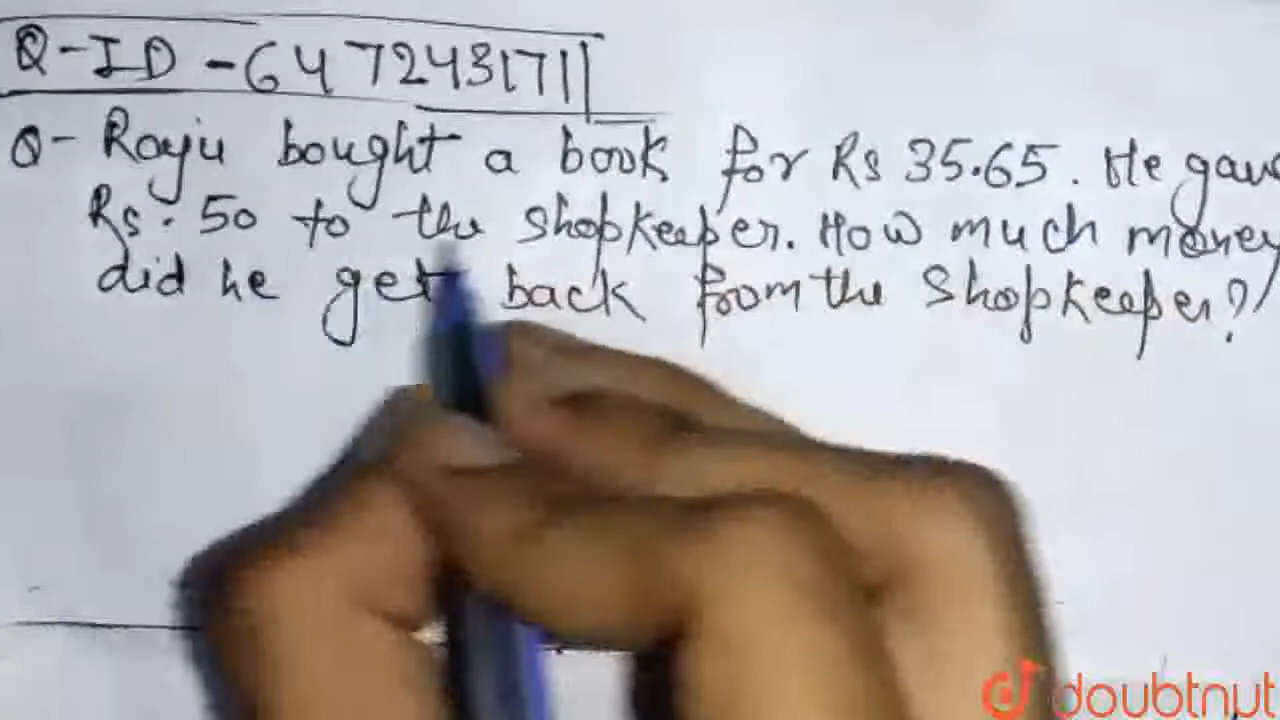 Q-ID-647243171
Q- Raju bought a book for Rs 35.65. He gave
Rs. 50 to the shopkeeper. How much money
did he get back from the shopkeeper?
doubtnut